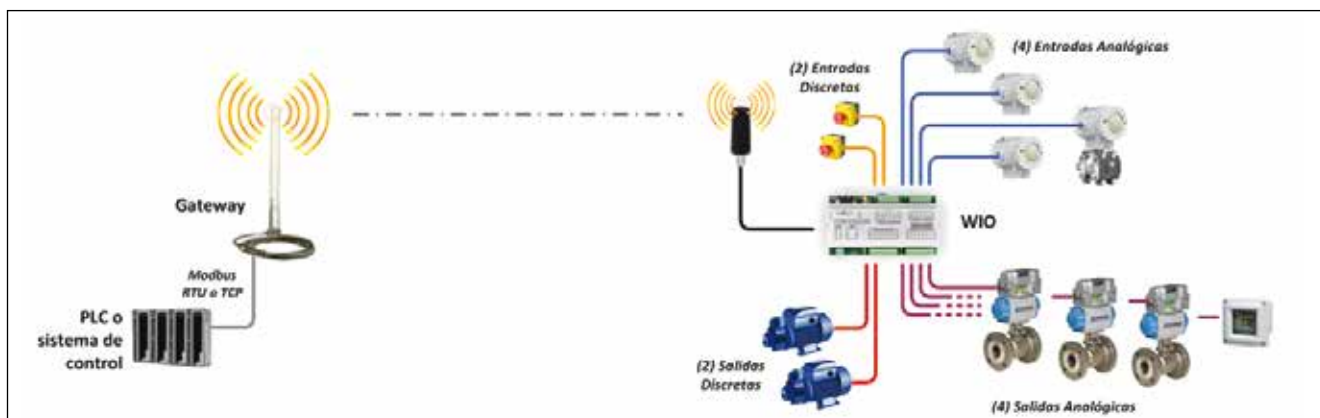 (4) Entradas Analógicas
(2) Entradas
Discretas
Gateway
WIO
Modbus
RTU o TCP
PLC o
sistema de
control
(2) Salidas
Discretas
(4) Salidas Analógicas